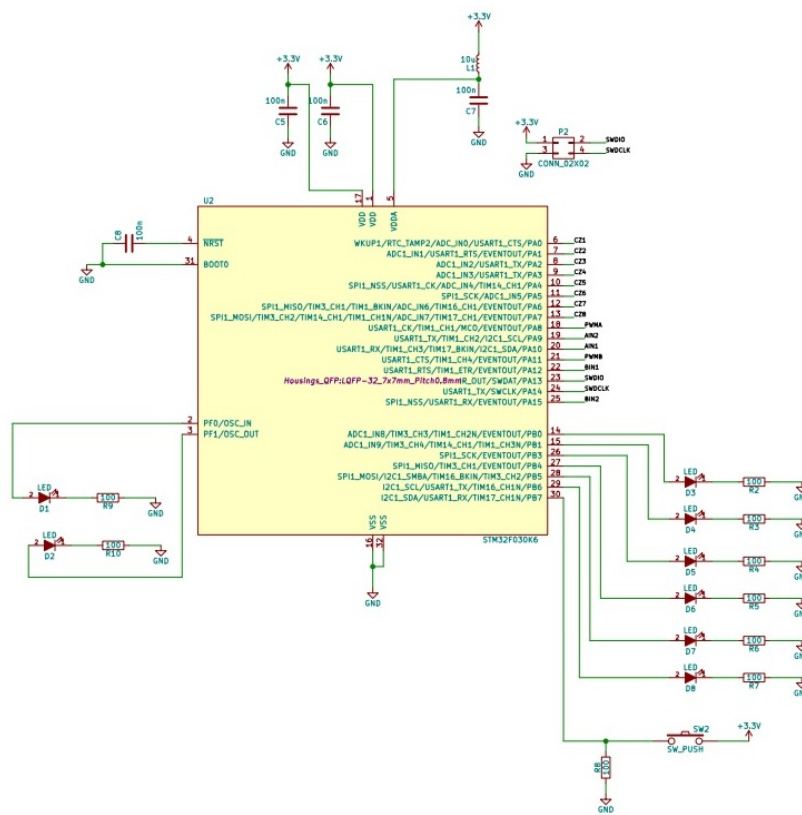 +3.3V
10u
L1
+3.3V
+3.3V
100n
C5
100n
C6
100n
C7
GND
GND
GND
+3.3V
P2
1
2
SWDIO
3
4
SWDCLK
CONN_02X02
GND
U2
17
1
5
VDD
VDD
VDDA
C8
100n
4
NRST
31
BOOT0
GND
WKUP1/RTC_TAMP2/ADC_IN0/USART1_CTS/PA0 6 CZ1
ADC1_IN1/USART1_RTS/EVENTOUT/PA1 7 CZ2
ADC1_IN2/USART1_TX/PA2 8 CZ3
ADC1_IN3/USART1_TX/PA3 9 CZ4
SPI1_NSS/USART1_CK/ADC_IN4/TIM14_CH1/PA4 10 CZ5
SPI1_SCK/ADC1_IN5/PA5 11 CZ6
SPI1_MISO/TIM3_CH1/TIM1_BKIN/ADC_IN6/TIM16_CH1/EVENTOUT/PA6 12 CZ7
SPI1_MOSI/TIM3_CH2/TIM14_CH1/TIM1_CH1N/ADC_IN7/TIM17_CH1/EVENTOUT/PA7 13 CZ8
USART1_CK/TIM1_CH1/MCO/EVENTOUT/PA8 18 PWMA
USART1_TX/TIM1_CH2/I2C1_SCL/PA9 19 AIN2
USART1_RX/TIM1_CH3/TIM17_BKIN/I2C1_SDA/PA10 20 AIN1
USART1_CTS/TIM1_CH4/EVENTOUT/PA11 21 PWMB
USART1_RTS/TIM1_ETR/EVENTOUT/PA12 22 BIN1
Housings_QFP:LQFP-32_7x7mm_Pitch0.8mm R_OUT/SWDAT/PA13 23 SWDIO
USART1_TX/SWCLK/PA14 24 SWDCLK
SPI1_NSS/USART1_RX/EVENTOUT/PA15 25 BIN2
2
PF0/OSC_IN
3
PF1/OSC_OUT
ADC1_IN8/TIM3_CH3/TIM1_CH2N/EVENTOUT/PB0 14
ADC1_IN9/TIM3_CH4/TIM14_CH1/TIM1_CH3N/PB1 15
SPI1_SCK/EVENTOUT/PB3 26
SPI1_MISO/TIM3_CH1/EVENTOUT/PB4 27
SPI1_MOSI/I2C1_SMBA/TIM16_BKIN/TIM3_CH2/PB5 28
I2C1_SCL/USART1_TX/TIM16_CH1N/PB6 29
I2C1_SDA/USART1_RX/TIM17_CH1N/PB7 30
VSS
VSS
16
32
STM32F030K6
GND
LED
2
D1
100
R9
GND
LED
2
D2
100
R10
GND
LED
2
D3
100
R2
LED
2
D4
100
R3
LED
2
D5
100
R4
LED
2
D6
100
R5
LED
2
D7
100
R6
LED
2
D8
100
R7
SW2
SW_PUSH
+3.3V
R8
100
GND